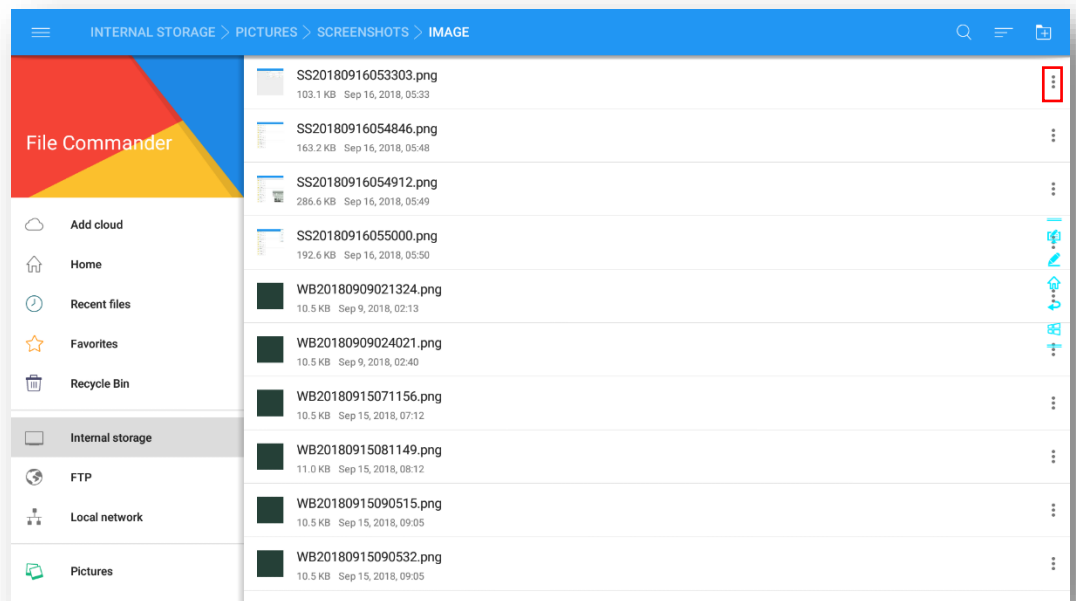 INTERNAL STORAGE > PICTURES > SCREENSHOTS > IMAGE
File Commander
Add cloud
Home
Recent files
Favorites
Recycle Bin
Internal storage
FTP
Local network
Pictures
SS20180916053303.png
103.1 KB Sep 16, 2018, 05:33
SS20180916054846.png
163.2 KB Sep 16, 2018, 05:48
SS20180916054912.png
286.6 KB Sep 16, 2018, 05:49
SS20180916055000.png
192.6 KB Sep 16, 2018, 05:50
WB20180909021324.png
10.5 KB Sep 9, 2018, 02:13
WB20180909024021.png
10.5 KB Sep 9, 2018, 02:40
WB20180915071156.png
10.5 KB Sep 15, 2018, 07:12
WB20180915081149.png
11.0 KB Sep 15, 2018, 08:12
WB20180915090515.png
10.5 KB Sep 15, 2018, 09:05
WB20180915090532.png
10.5 KB Sep 15, 2018, 09:05